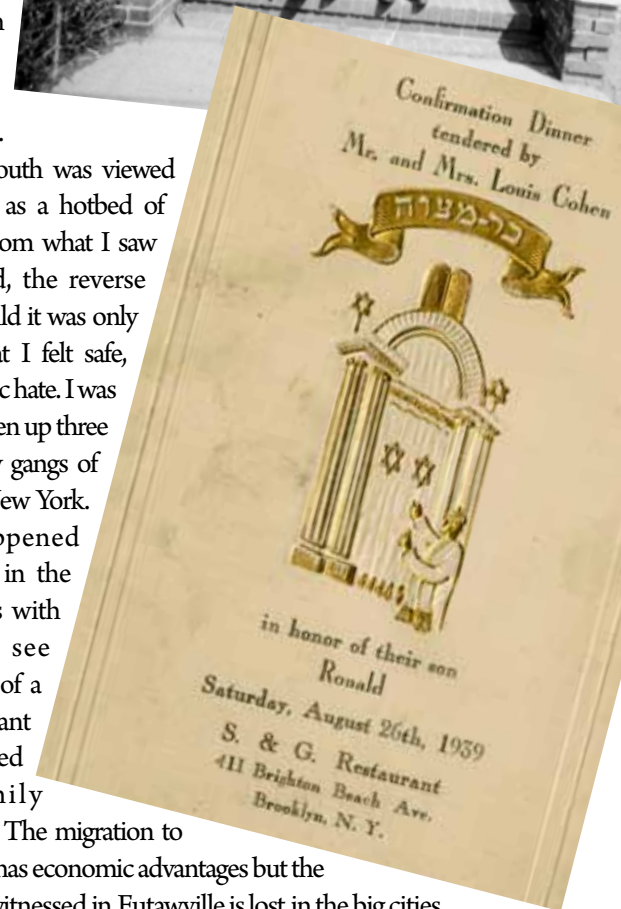 outh was viewed
as a hotbed of
om what I saw
d, the reverse
ld it was only
t I felt safe,
c hate. I was
en up three
gangs of
ew York.
ppened
in the
s with
see
of a
ant
ed
ily
The migration to
has economic advantages but the
witnessed in Eutawville is lost in the big cities
Confirmation Dinner
tendered by
Mr. and Mrs. Louis Cohen
בר-מצוה
in honor of their son
Ronald
Saturday, August 26th, 1939
S. & G. Restaurant
411 Brighton Beach Ave.
Brooklyn, N. Y.